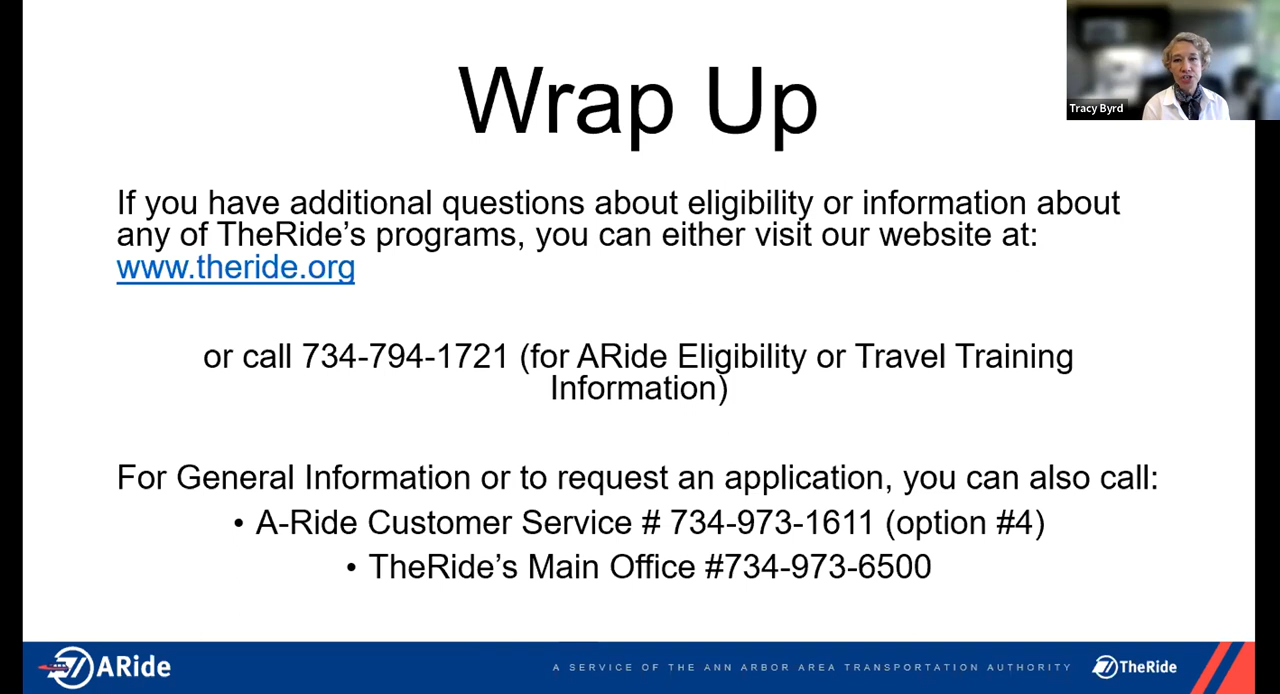 Wrap Up
Tracy Byrd
If you have additional questions about eligibility or information about
any of TheRide's programs, you can either visit our website at:
www.theride.org
or call 734-794-1721 (for ARide Eligibility or Travel Training
Information)
For General Information or to request an application, you can also call:
• A-Ride Customer Service # 734-973-1611 (option #4)
• TheRide's Main Office #734-973-6500
ARide
A SERVICE OF THE ANN ARBOR AREA TRANSPORTATION AUTHORITY
TheRide